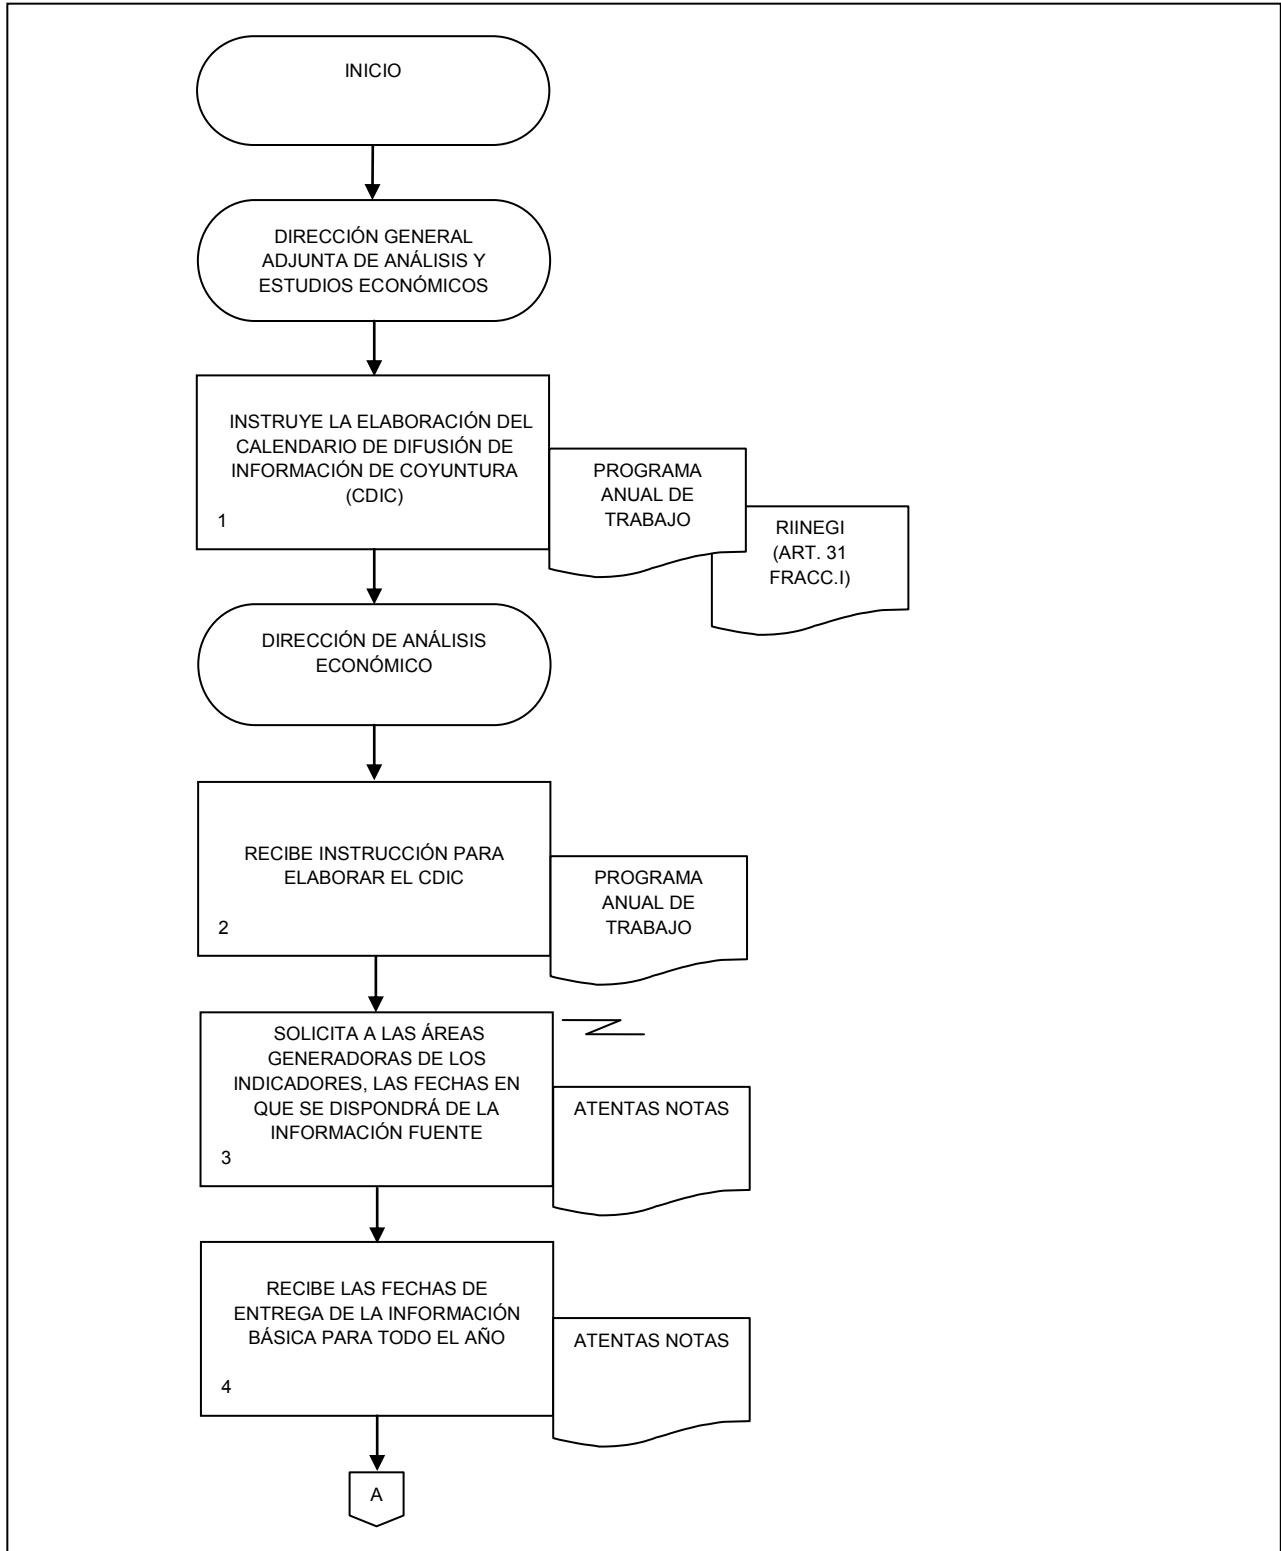 INICIO
DIRECCIÓN GENERAL
ADJUNTA DE ANÁLISIS Y
ESTUDIOS ECONÓMICOS
INSTRUYE LA ELABORACIÓN DEL
CALENDARIO DE DIFUSIÓN DE
INFORMACIÓN DE COYUNTURA
(CDIC)
1
PROGRAMA
ANUAL DE
TRABAJO
RIINEGI
(ART. 31
FRACC.I)
DIRECCIÓN DE ANÁLISIS
ECONÓMICO
RECIBE INSTRUCCIÓN PARA
ELABORAR EL CDIC
2
PROGRAMA
ANUAL DE
TRABAJO
SOLICITA A LAS ÁREAS
GENERADORAS DE LOS
INDICADORES, LAS FECHAS EN
QUE SE DISPONDRÁ DE LA
INFORMACIÓN FUENTE
3
ATENTAS NOTAS
RECIBE LAS FECHAS DE
ENTREGA DE LA INFORMACIÓN
BÁSICA PARA TODO EL AÑO
4
ATENTAS NOTAS
A